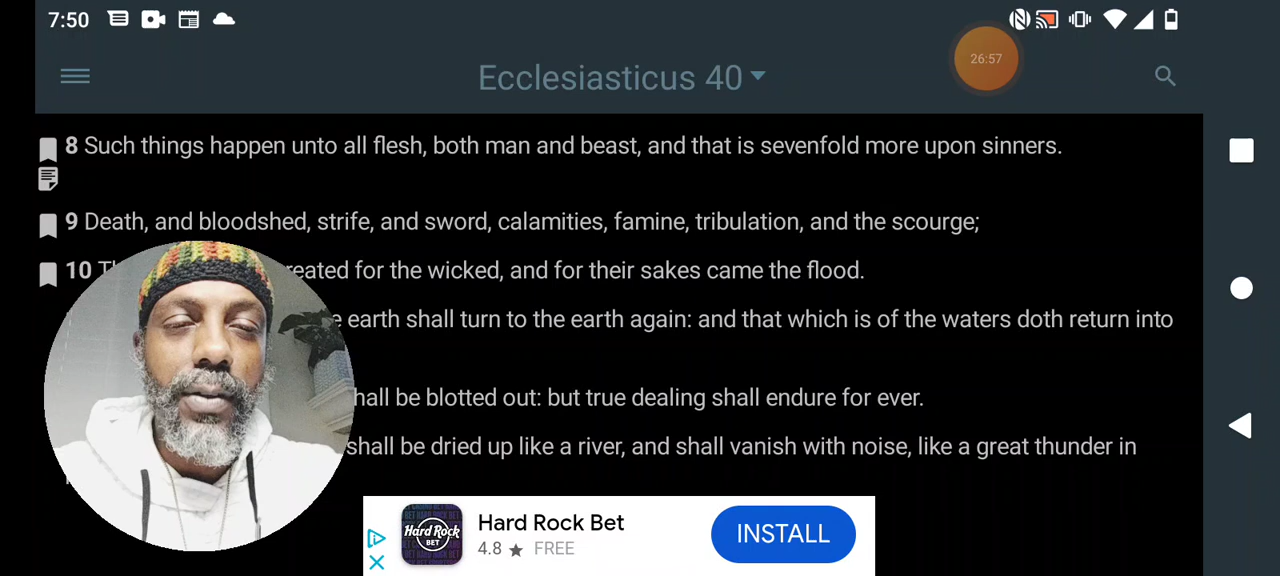 7:50
26:57
Ecclesiasticus 40
8 Such things happen unto all flesh, both man and beast, and that is sevenfold more upon sinners.
9 Death, and bloodshed, strife, and sword, calamities, famine, tribulation, and the scourge;
10 for the wicked, and for their sakes came the flood.
earth shall turn to the earth again: and that which is of the waters doth return into
be blotted out: but true dealing shall endure for ever.
shall be dried up like a river, and shall vanish with noise, like a great thunder in
Hard Rock BET
Hard Rock Bet
INSTALL
4.8 ★ FREE